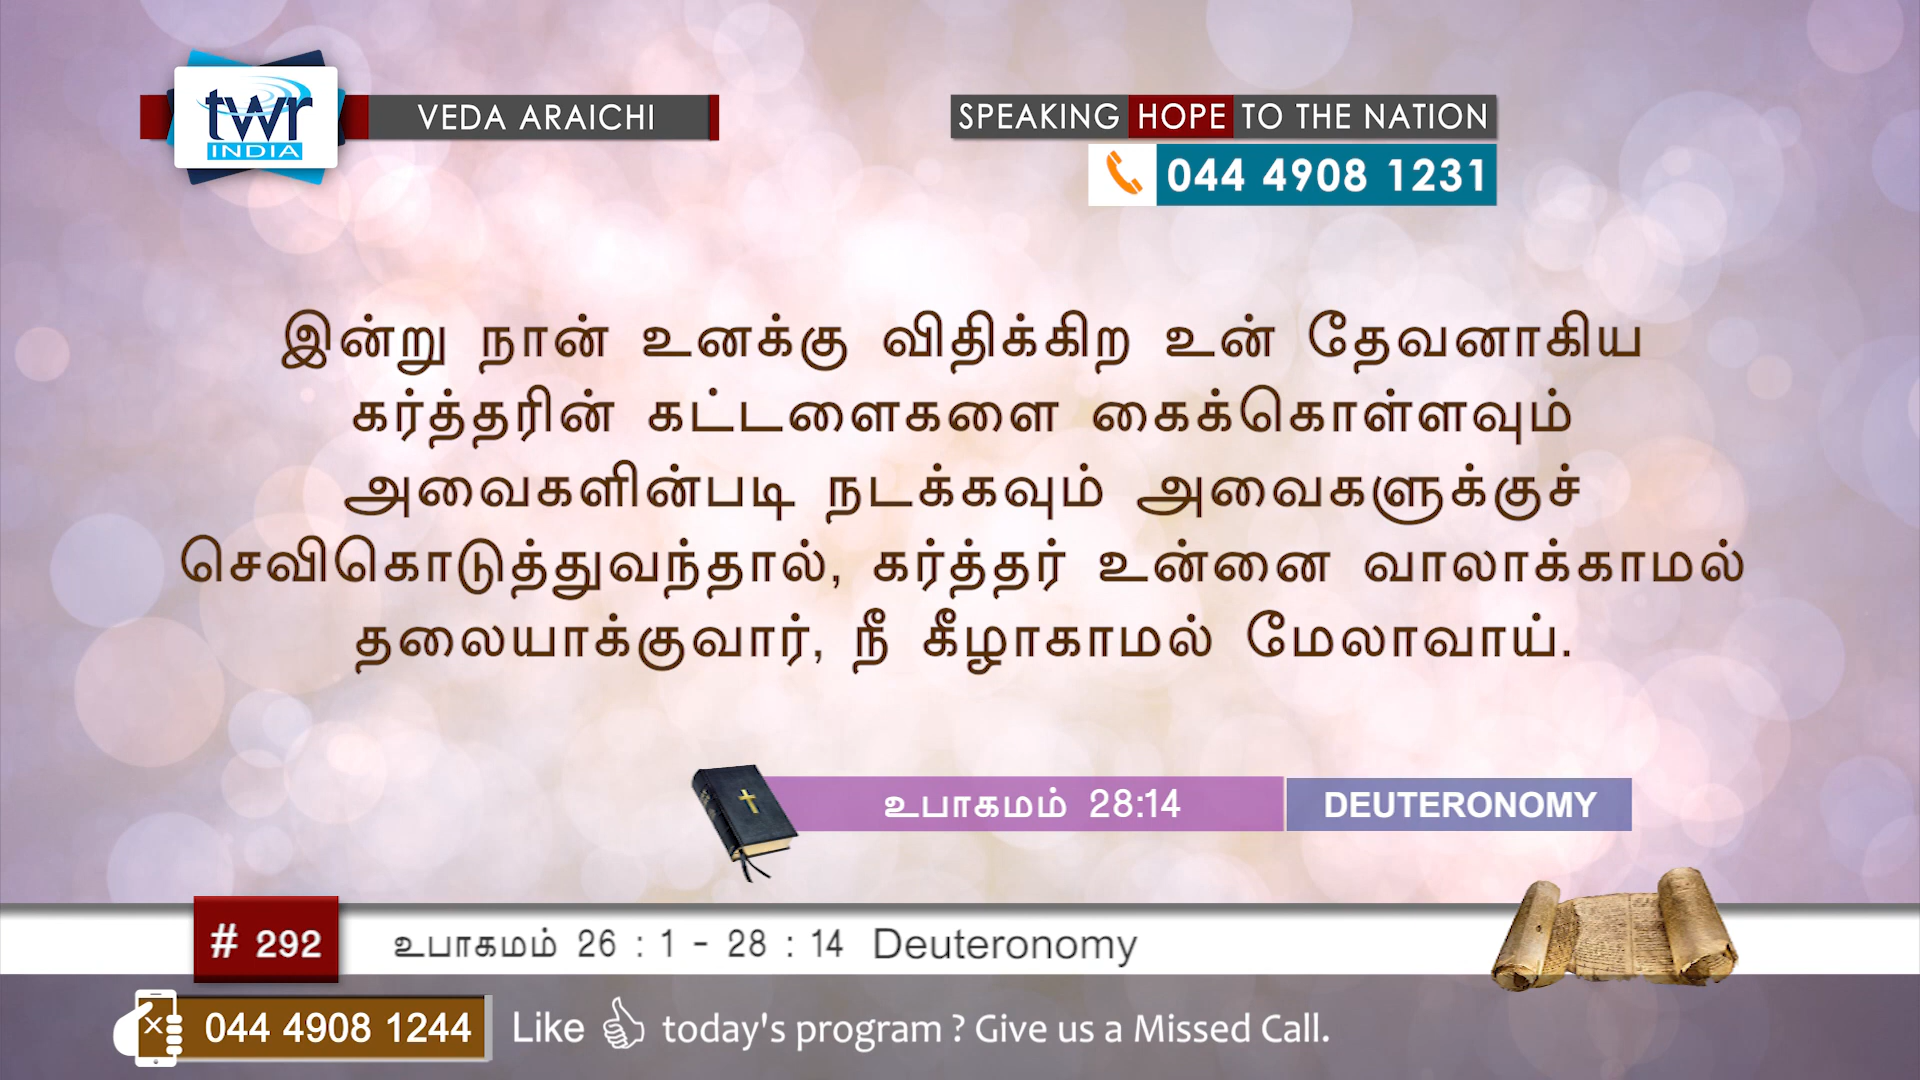 twr
INDIA
VEDA ARAICHI
SPEAKING HOPE TO THE NATION
044 4908 1231
இன்று நான் உனக்கு விதிக்கிற உன் தேவனாகிய
கர்த்தரின் கட்டளைகளை கைக்கொள்ளவும்
அவைகளின்படி நடக்கவும் அவைகளுக்குச்
செவிகொடுத்துவந்தால், கர்த்தர் உன்னை வாலாக்காமல்
தலையாக்குவார், நீ கீழாகாமல் மேலாவாய்.
உபாகமம் 28:14
DEUTERONOMY
# 292
உபாகமம் 26 : 1 - 28 : 14 Deuteronomy
044 4908 1244
Like today's program ? Give us a Missed Call.